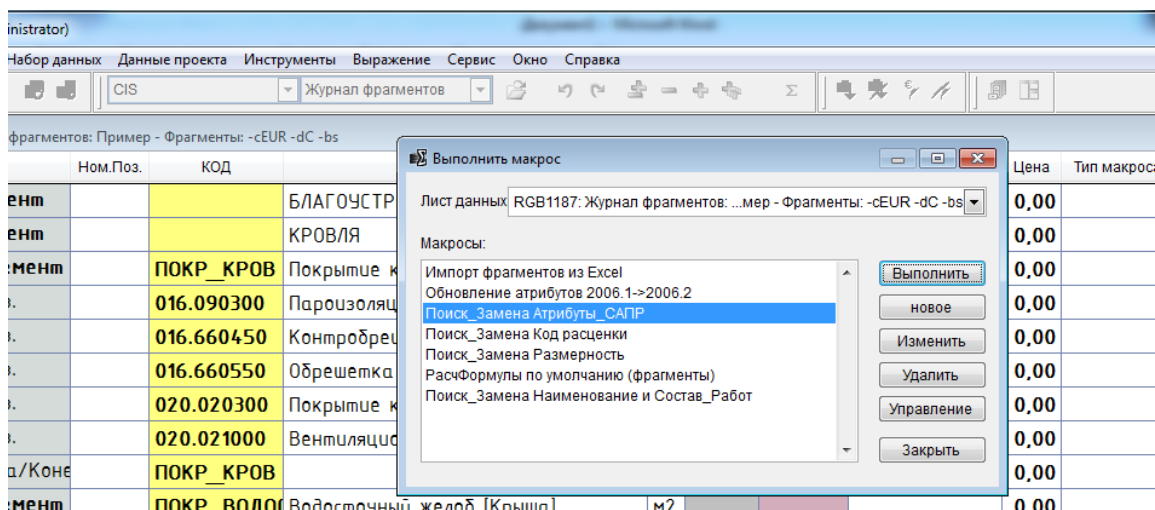 inistrator)
Набор данных Данные проекта Инструменты Выражение Сервис Окно Справка
CIS Журнал фрагментов
фрагментов: Пример - Фрагменты: -cEUR -dC -bs
Ном.Поз. КОД Цена Тип макроса
Выполнить макрос
Лист данных RGB1187: Журнал фрагментов: ...мер - Фрагменты: -cEUR -dC -bs
Макросы:
Импорт фрагментов из Excel
Обновление атрибутов 2006.1->2006.2
Поиск_Замена Атрибуты_САПР
Поиск_Замена Код расценки
Поиск_Замена Размерность
РасчФормулы по умолчанию (фрагменты)
Поиск_Замена Наименование и Состав_Работ
Выполнить
новое
Изменить
Удалить
Управление
Закрыть
ент БЛАГОУСТР 0,00
ент КРОВЛЯ 0,00
емент ПОКР_КРОВ Покрытие к 0,00
з. 016.090300 Пароизоляц 0,00
з. 016.660450 Контробреш 0,00
з. 016.660550 Обрешетка 0,00
з. 020.020300 Покрытие к 0,00
з. 020.021000 Вентиляцио 0,00
а/Коне ПОКР_КРОВ 0,00
емент ПОКР_ВОДОС Водосточный желоб [Крыша] м2 0,00